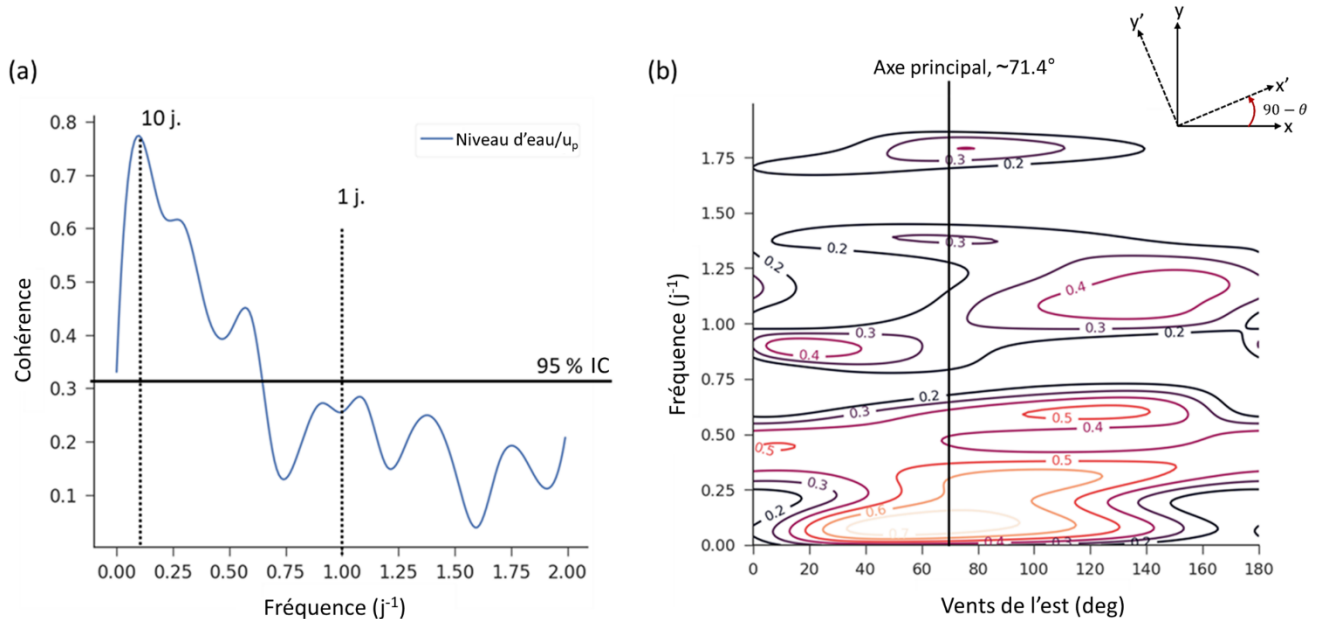 (a)
10 j.
1 j.
Niveau d'eau/uₚ
95 % IC
Cohérence
0.8
0.7
0.6
0.5
0.4
0.3
0.2
0.1
0.00 0.25 0.50 0.75 1.00 1.25 1.50 1.75 2.00
Fréquence (j⁻¹)
(b)
Axe principal, ~71.4°
y'
y
x'
90 − θ
x
Fréquence (j⁻¹)
1.75
1.50
1.25
1.00
0.75
0.50
0.25
0.00
0.3
0.2
0.2
0.3
0.2
0.4
0.3
0.3
0.2
0.4
0.2
0.3
0.5
0.4
0.5
0.5
0.3
0.2
0.6
0.7
0.4
0.3
0.2
0 20 40 60 80 100 120 140 160 180
Vents de l'est (deg)